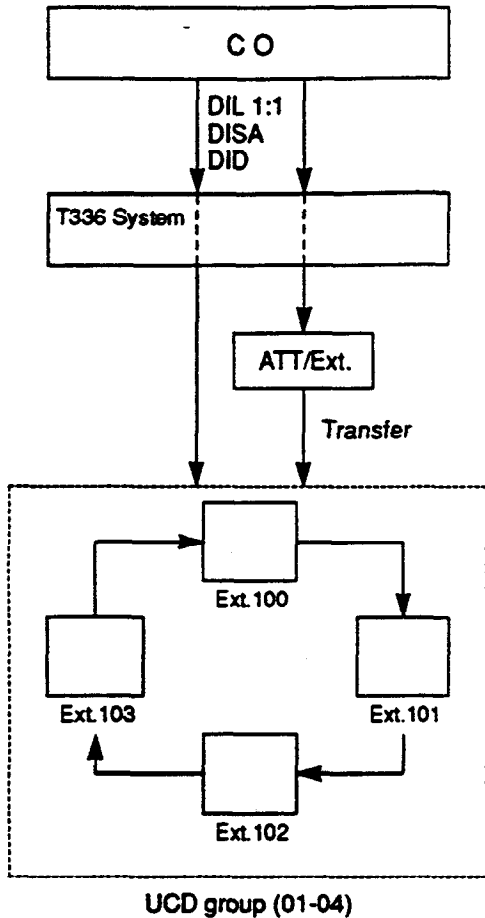 C O
DIL 1:1
DISA
DID
T336 System
ATT/Ext.
Transfer
Ext.100
Ext.103
Ext.101
Ext.102
UCD group (01-04)